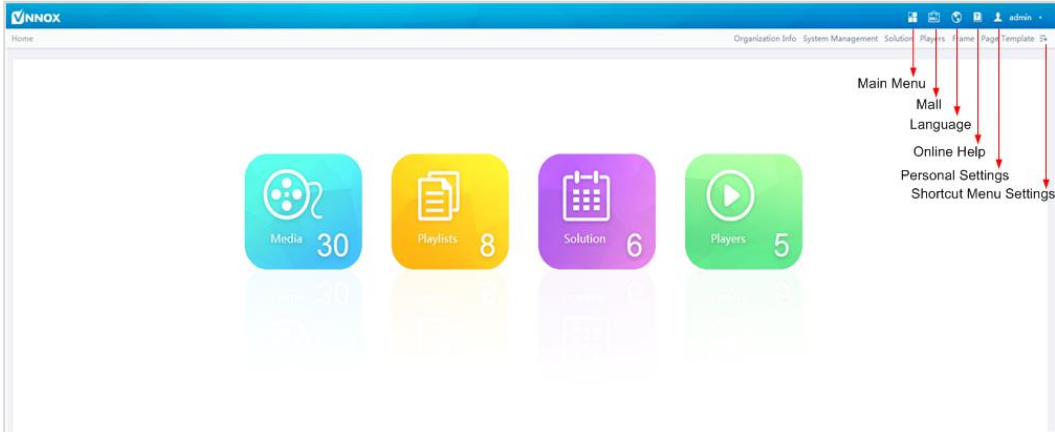 VNNOX
admin
Home
Organization Info System Management Solution Players Frame Page Template
Main Menu
Mall
Language
Online Help
Personal Settings
Shortcut Menu Settings
Media 30
Playlists 8
Solution 6
Players 5